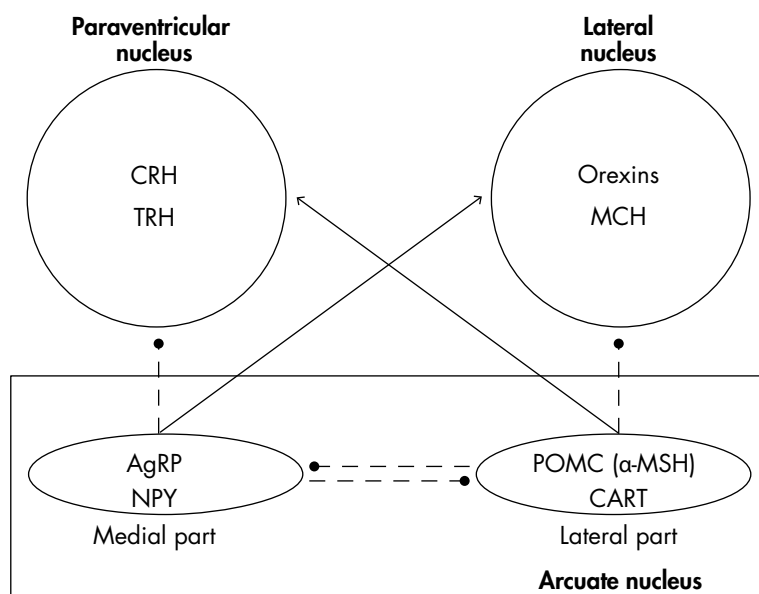 Paraventricular
nucleus
Lateral
nucleus
CRH
TRH
Orexins
MCH
AgRP
NPY
Medial part
POMC (α-MSH)
CART
Lateral part
Arcuate nucleus